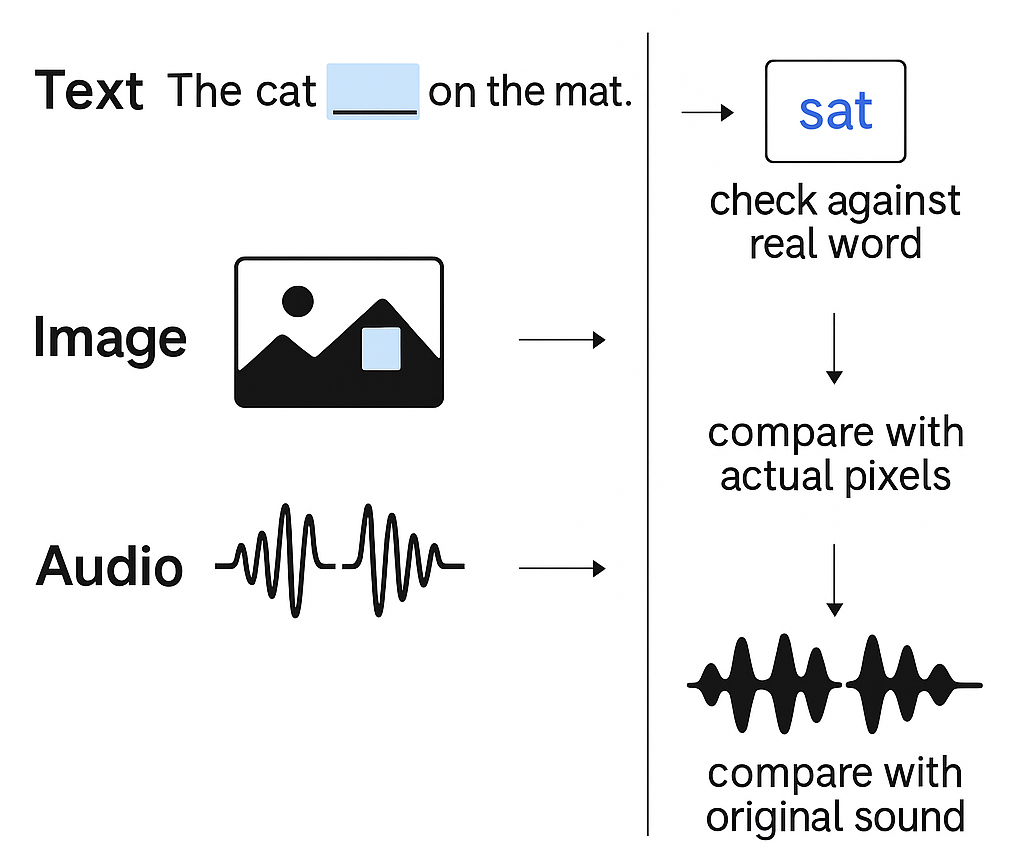 Text The cat ____ on the mat.
sat
check against
real word
Image
compare with
actual pixels
Audio
compare with
original sound